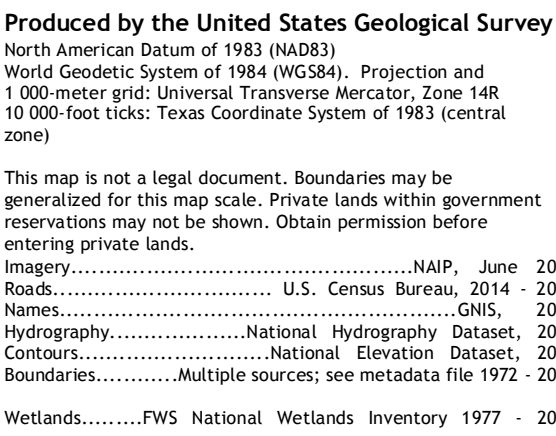 Produced by the United States Geological Survey
North American Datum of 1983 (NAD83)
World Geodetic System of 1984 (WGS84). Projection and
1 000-meter grid: Universal Transverse Mercator, Zone 14R
10 000-foot ticks: Texas Coordinate System of 1983 (central
zone)
This map is not a legal document. Boundaries may be
generalized for this map scale. Private lands within government
reservations may not be shown. Obtain permission before
entering private lands.
Imagery..........................................NAIP, June 20
Roads............................ U.S. Census Bureau, 2014 - 20
Names.................................................GNIS, 20
Hydrography...................National Hydrography Dataset, 20
Contours...........................National Elevation Dataset, 20
Boundaries............Multiple sources; see metadata file 1972 - 20
Wetlands.........FWS National Wetlands Inventory 1977 - 20